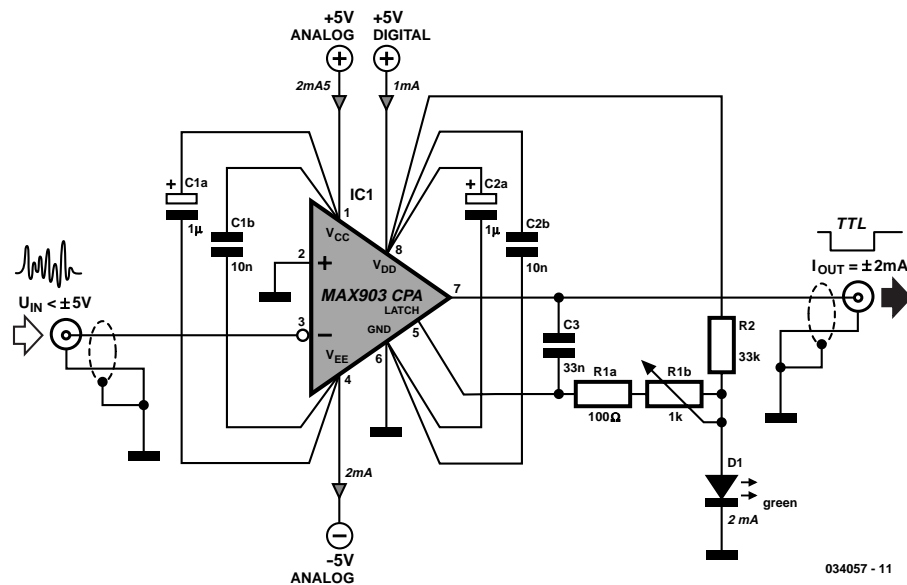 +5V
ANALOG
+5V
DIGITAL
2mA5
1mA
C1a
+
1µ
C1b
10n
IC1
1
VCC
2
+
3
−
MAX903 CPA
LATCH
VDD
8
7
5
GND
6
VEE
4
C2a
+
1µ
C2b
10n
UIN < ±5V
TTL
IOUT = ±2mA
C3
33n
R1a
100Ω
R1b
1k
R2
33k
D1
green
2 mA
2mA
−5V
ANALOG
034057 - 11